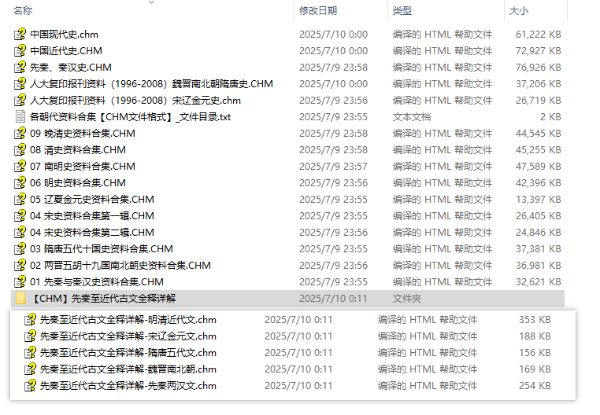 名称 修改日期 类型 大小
中国现代史.chm 2025/7/10 0:00 编译的 HTML 帮助文件 61,222 KB
中国近代史.CHM 2025/7/10 0:00 编译的 HTML 帮助文件 72,927 KB
先秦、秦汉史.CHM 2025/7/9 23:58 编译的 HTML 帮助文件 76,926 KB
人大复印报刊资料（1996-2008）魏晋南北朝隋唐史.CHM 2025/7/10 0:00 编译的 HTML 帮助文件 37,206 KB
人大复印报刊资料（1996-2008）宋辽金元史.chm 2025/7/9 23:56 编译的 HTML 帮助文件 26,719 KB
各朝代资料合集【CHM文件格式】_文件目录.txt 2025/7/9 23:55 文本文档 2 KB
09 晚清史资料合集.CHM 2025/7/9 23:58 编译的 HTML 帮助文件 44,545 KB
08 清史资料合集.CHM 2025/7/9 23:56 编译的 HTML 帮助文件 45,255 KB
07 南明史资料合集.CHM 2025/7/9 23:57 编译的 HTML 帮助文件 47,589 KB
06 明史资料合集.CHM 2025/7/9 23:56 编译的 HTML 帮助文件 42,396 KB
05 辽夏金元史资料合集.CHM 2025/7/9 23:55 编译的 HTML 帮助文件 13,397 KB
04 宋史资料合集第一辑.CHM 2025/7/9 23:56 编译的 HTML 帮助文件 26,405 KB
04 宋史资料合集第二辑.CHM 2025/7/9 23:56 编译的 HTML 帮助文件 24,846 KB
03 隋唐五代十国史资料合集.CHM 2025/7/9 23:56 编译的 HTML 帮助文件 37,381 KB
02 两晋五胡十九国南北朝史资料合集.CHM 2025/7/9 23:56 编译的 HTML 帮助文件 36,981 KB
01 先秦与秦汉史资料合集.CHM 2025/7/9 23:55 编译的 HTML 帮助文件 32,621 KB
【CHM】先秦至近代古文全释详解 2025/7/10 0:11 文件夹
先秦至近代古文全释详解-明清近代文.chm 2025/7/10 0:11 编译的 HTML 帮助文件 353 KB
先秦至近代古文全释详解-宋辽金元文.chm 2025/7/10 0:11 编译的 HTML 帮助文件 188 KB
先秦至近代古文全释详解-隋唐五代文.chm 2025/7/10 0:11 编译的 HTML 帮助文件 156 KB
先秦至近代古文全释详解-魏晋南北朝.chm 2025/7/10 0:11 编译的 HTML 帮助文件 169 KB
先秦至近代古文全释详解-先秦两汉文.chm 2025/7/10 0:11 编译的 HTML 帮助文件 254 KB